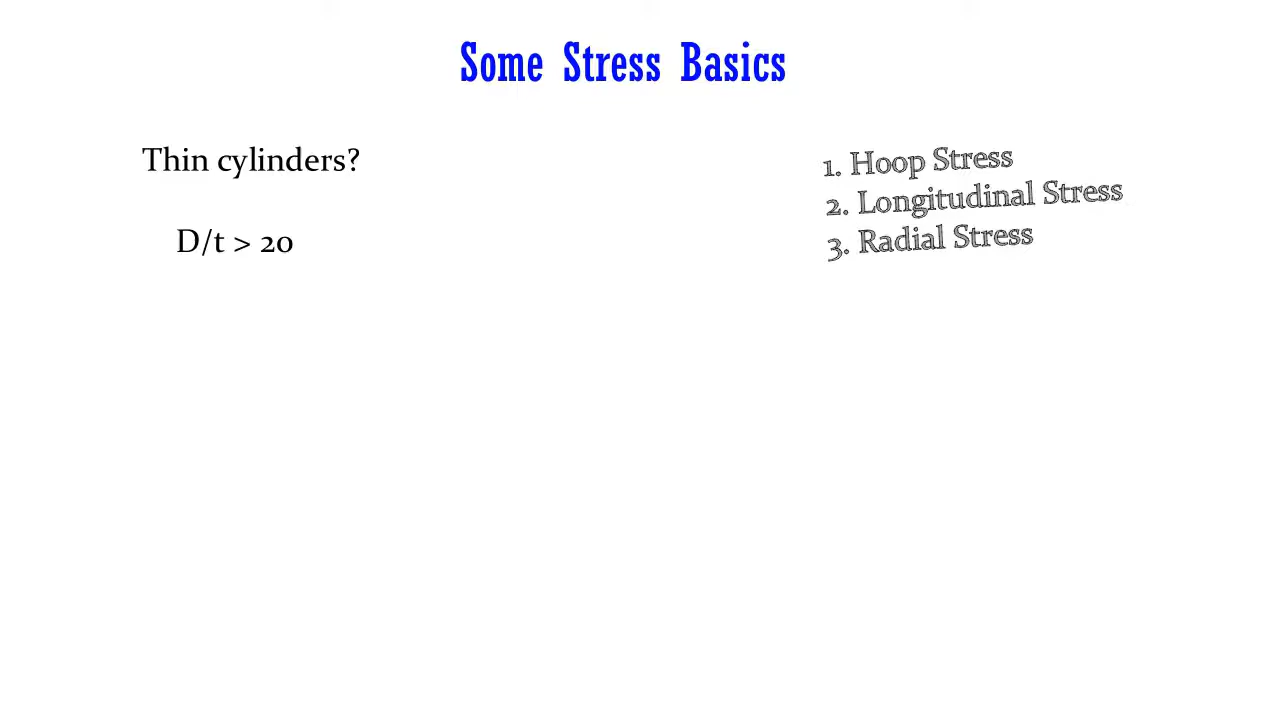 Some Stress Basics
Thin cylinders?
D/t > 20
1. Hoop Stress
2. Longitudinal Stress
3. Radial Stress